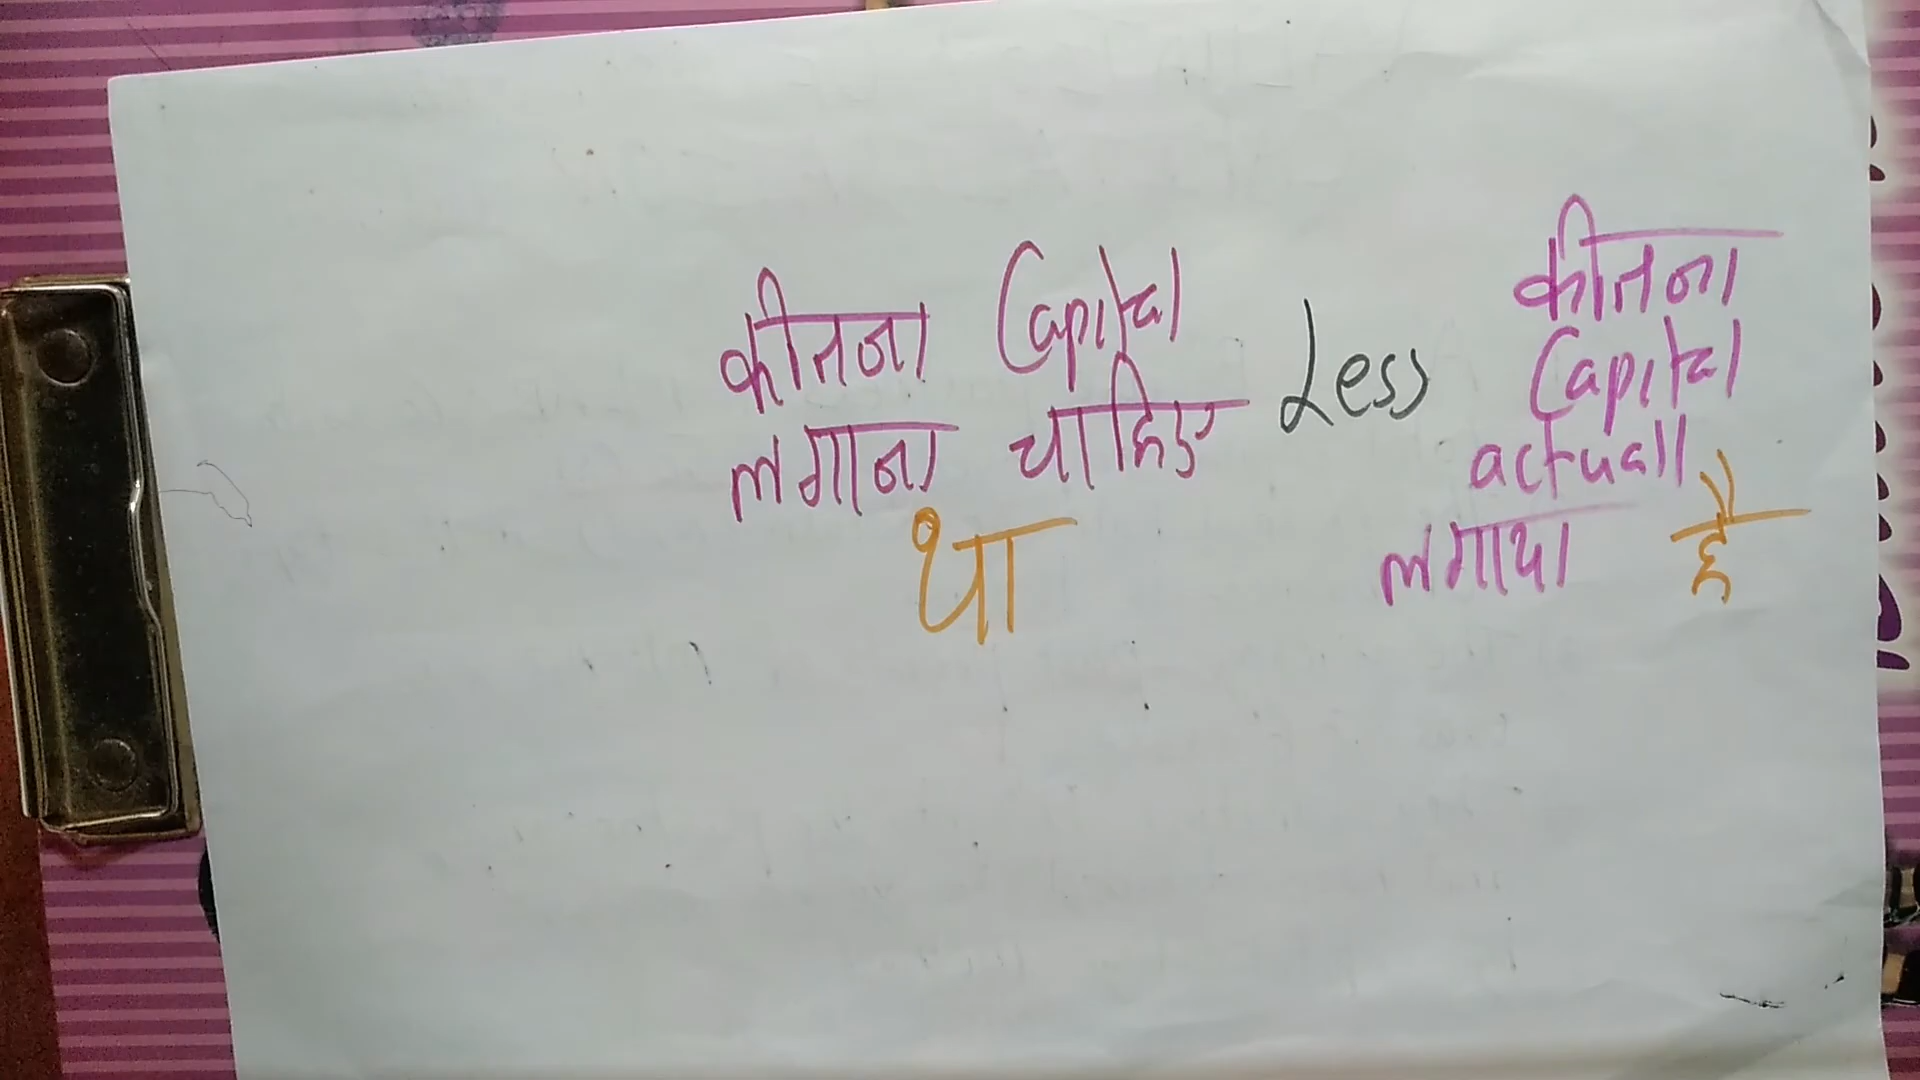 कीतना Capital
लगाना चाहिए
था
Less
कीतना
Capital
actuall
लगाया है